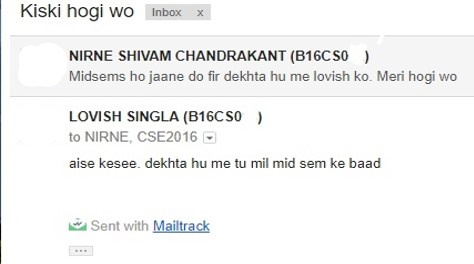 Kiski hogi wo Inbox x
NIRNE SHIVAM CHANDRAKANT (B16CS0 )
Midsems ho jaane do fir dekhta hu me lovish ko. Meri hogi wo
LOVISH SINGLA (B16CS0 )
to NIRNE, CSE2016
aise kesee. dekhta hu me tu mil mid sem ke baad
Sent with Mailtrack